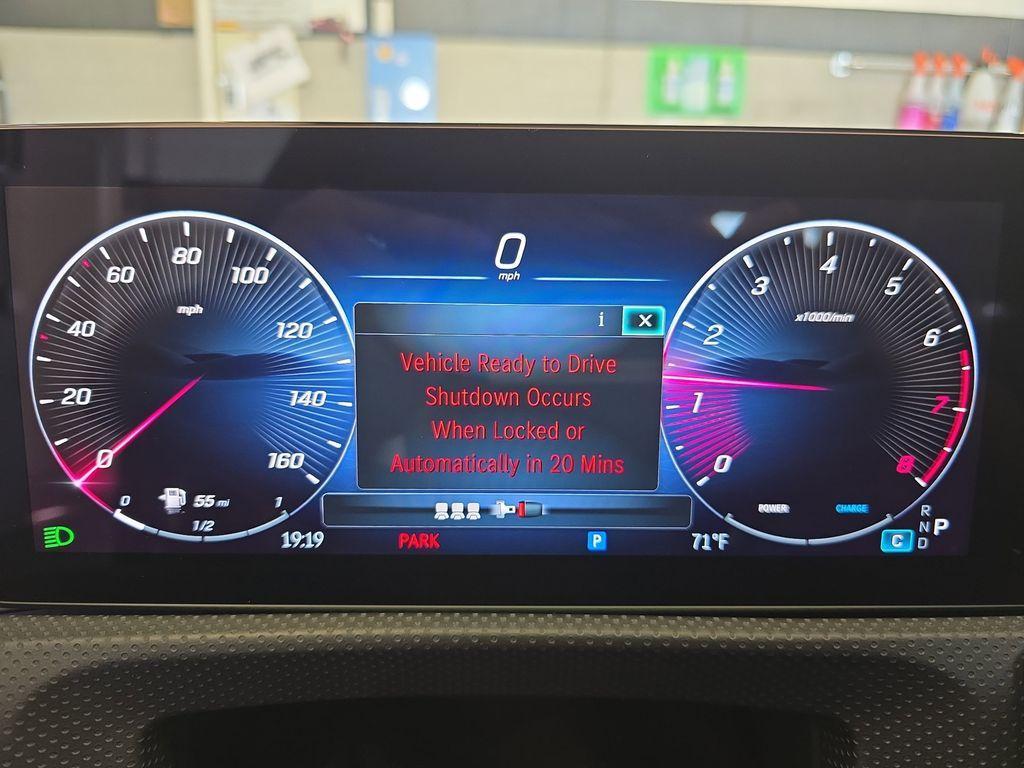 0
mph
80
60
100
mph
40
120
20
140
0
160
0
55 mi
1
1/2
i X
Vehicle Ready to Drive
Shutdown Occurs
When Locked or
Automatically in 20 Mins
4
3
5
x1000/min
2
6
1
7
0
8
POWER
CHARGE
19:19
PARK
P
71°F
C
R
N P
D